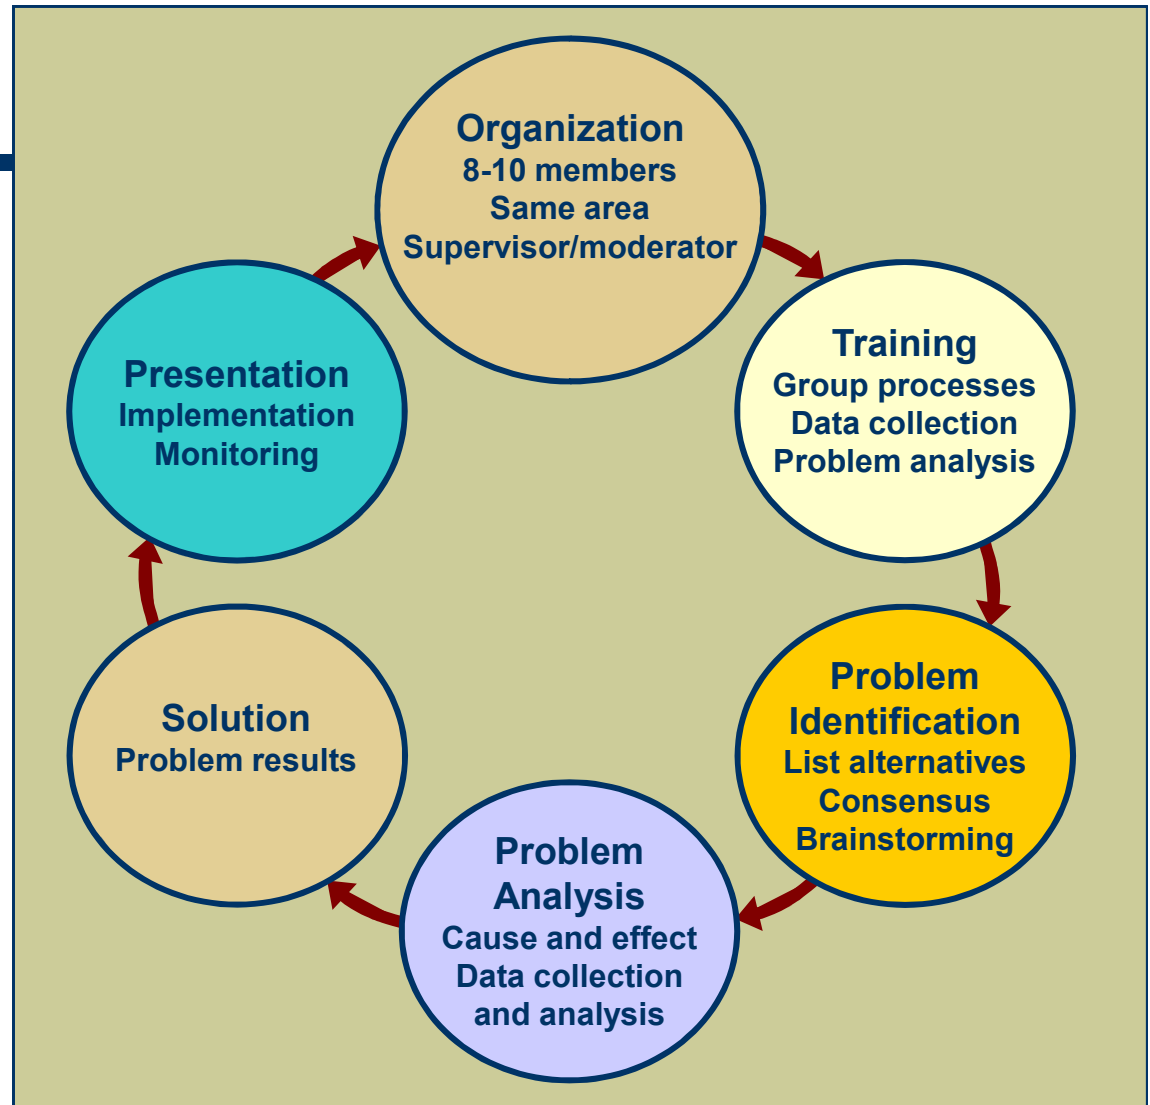 Organization
8-10 members
Same area
Supervisor/moderator
Training
Group processes
Data collection
Problem analysis
Problem
Identification
List alternatives
Consensus
Brainstorming
Problem
Analysis
Cause and effect
Data collection
and analysis
Solution
Problem results
Presentation
Implementation
Monitoring